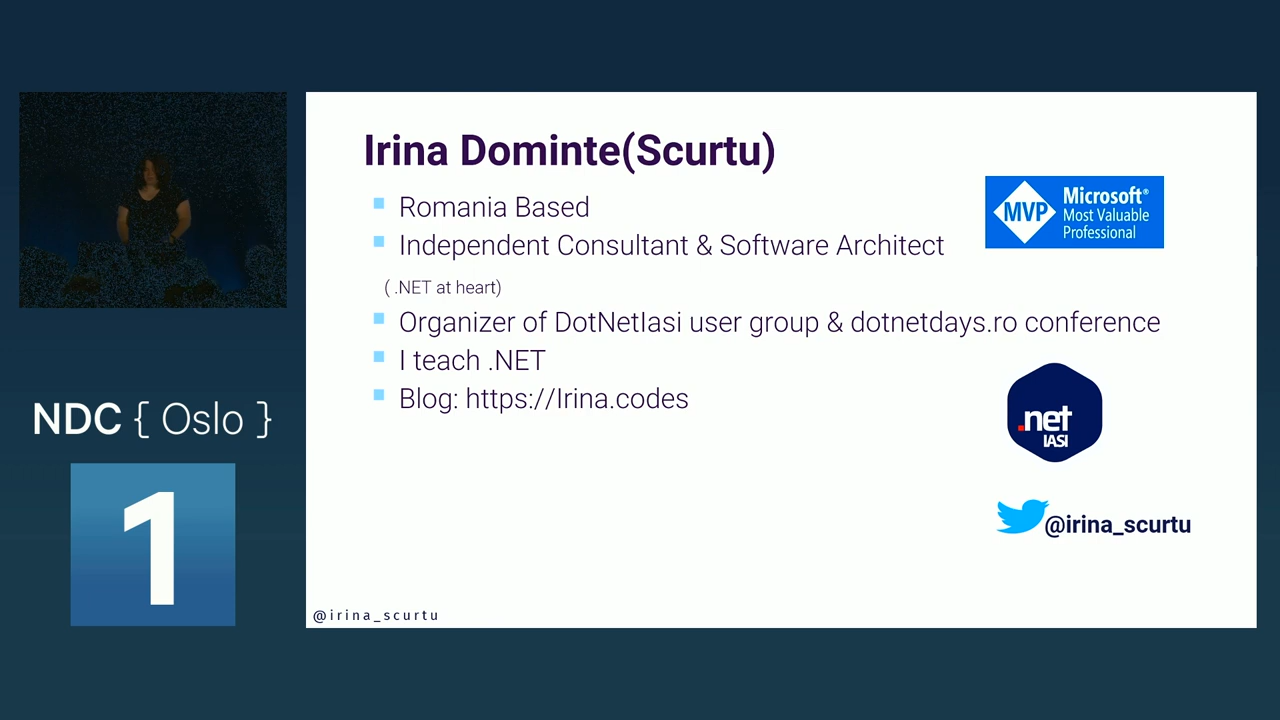 Irina Dominte(Scurtu)
Romania Based
Independent Consultant & Software Architect
( .NET at heart)
Organizer of DotNetIasi user group & dotnetdays.ro conference
I teach .NET
Blog: https://Irina.codes
MVP
Microsoft®
Most Valuable
Professional
.net
IASI
@irina_scurtu
@irina_scurtu
NDC { Oslo }
1